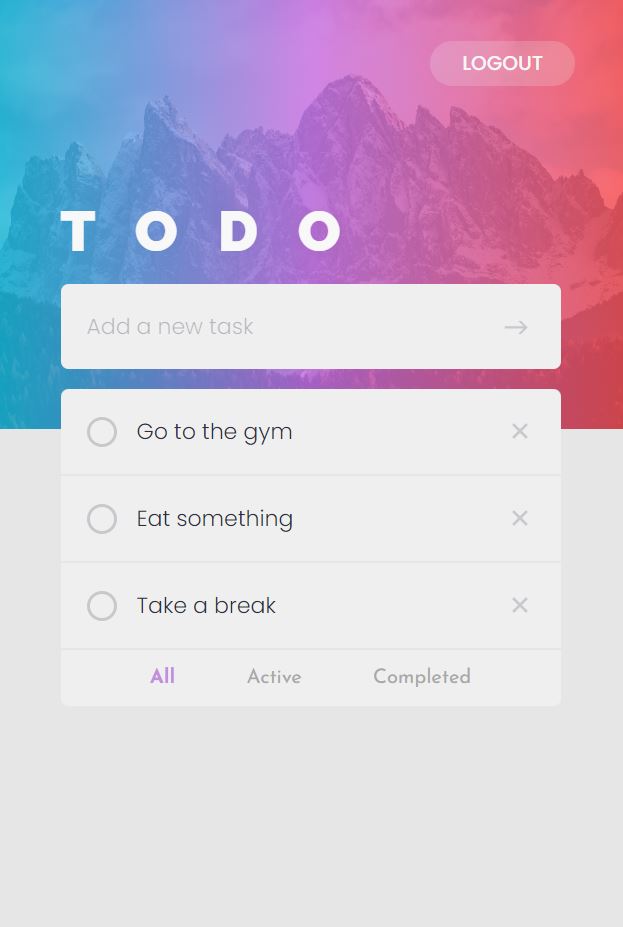 LOGOUT
TODO
Add a new task →
Go to the gym
Eat something
Take a break
All Active Completed